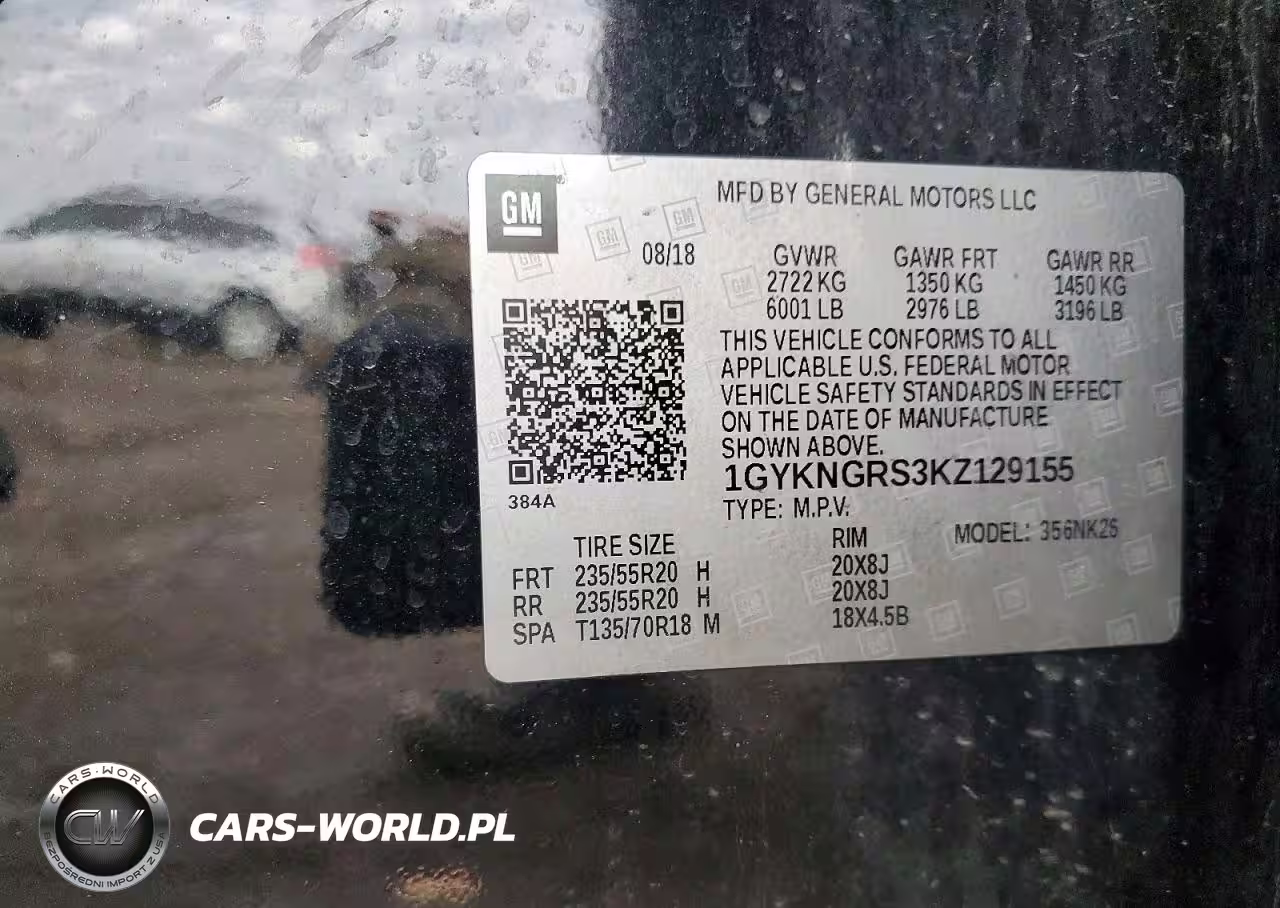 GM
MFD BY GENERAL MOTORS LLC
08/18
GVWR GAWR FRT GAWR RR
2722 KG 1350 KG 1450 KG
6001 LB 2976 LB 3196 LB
THIS VEHICLE CONFORMS TO ALL
APPLICABLE U.S. FEDERAL MOTOR
VEHICLE SAFETY STANDARDS IN EFFECT
ON THE DATE OF MANUFACTURE
SHOWN ABOVE.
1GYKNGRS3KZ129155
384A
TYPE: M.P.V.
TIRE SIZE RIM MODEL: 356NK26
FRT 235/55R20 H 20X8J
RR 235/55R20 H 20X8J
SPA T135/70R18 M 18X4.5B
CARS-WORLD
CW
BEZPOŚREDNI IMPORT Z USA
CARS-WORLD.PL